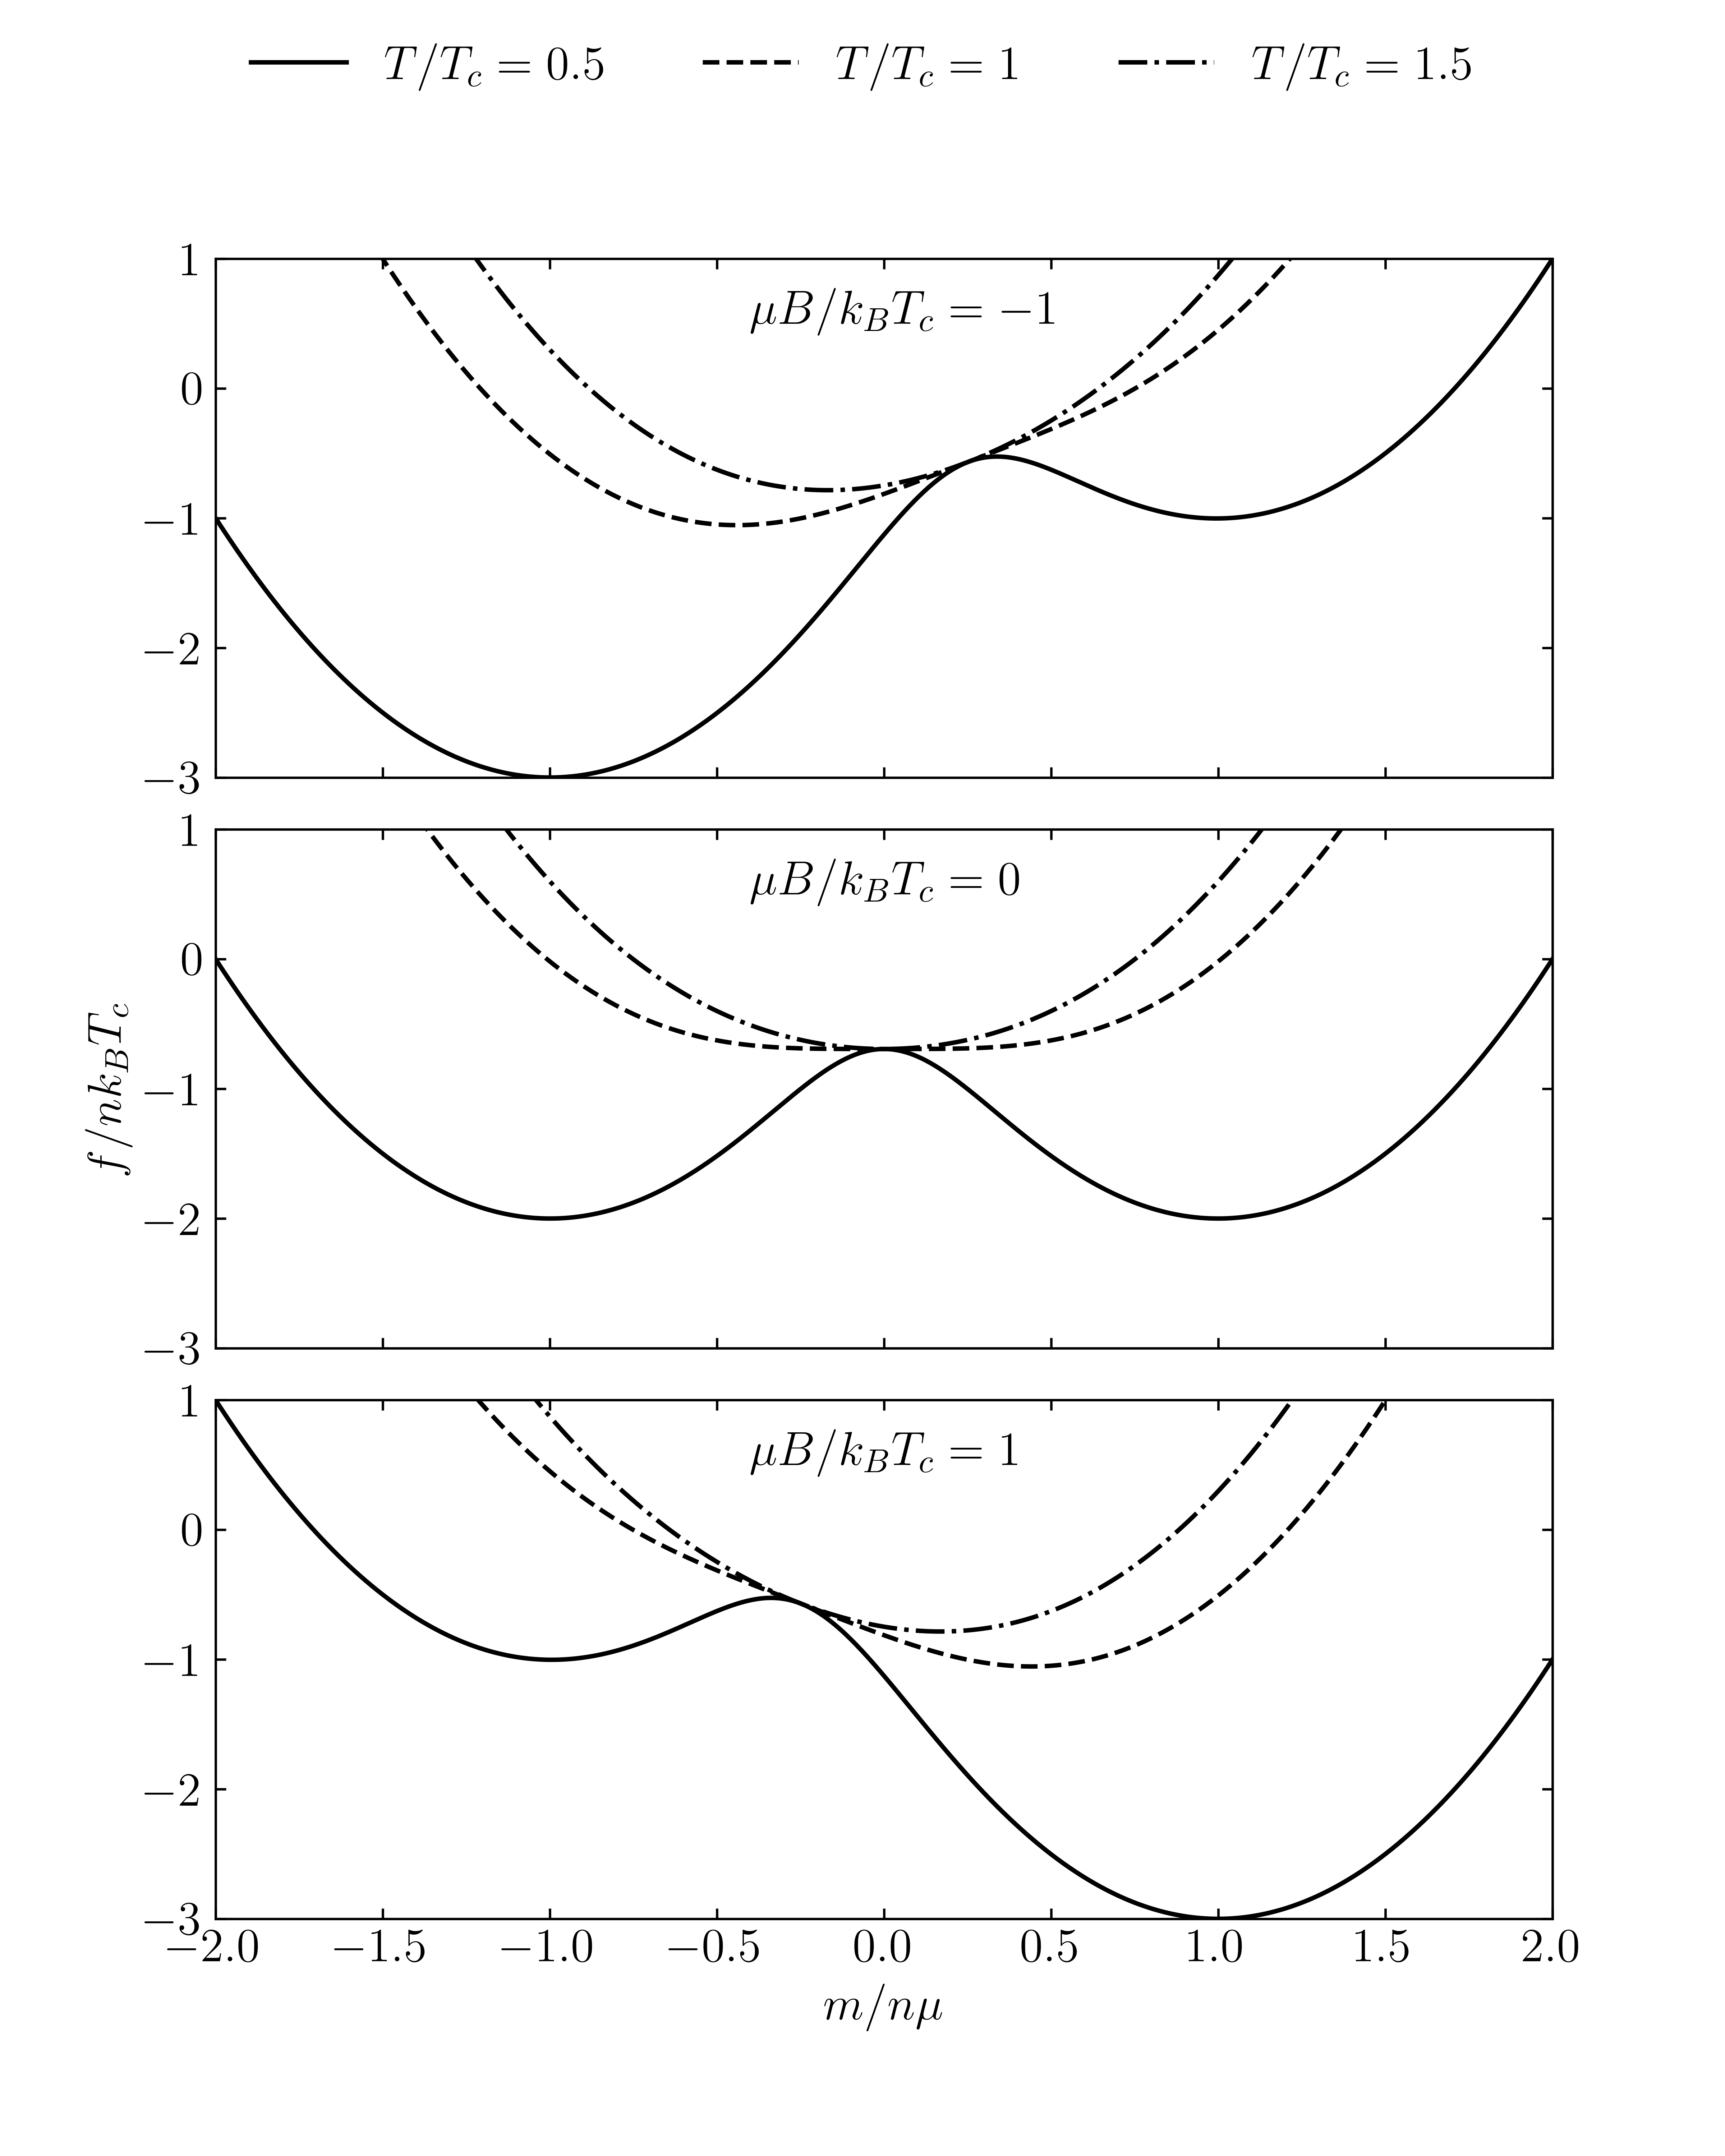 T/T_c = 0.5 T/T_c = 1 T/T_c = 1.5
1
μB/k_BT_c = −1
0
−1
−2
−3
1
μB/k_BT_c = 0
0
−1
−2
−3
f/nk_BT_c
1
μB/k_BT_c = 1
0
−1
−2
−3
−2.0 −1.5 −1.0 −0.5 0.0 0.5 1.0 1.5 2.0
m/nμ